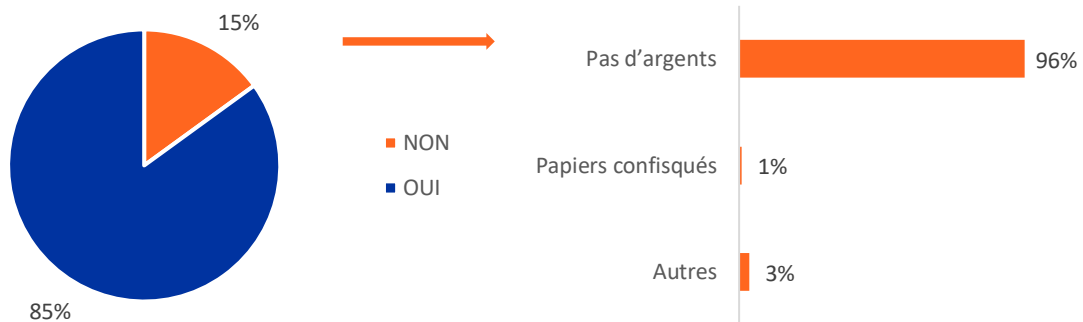 15%
85%
NON
OUI
Pas d’argents
96%
Papiers confisqués
1%
Autres
3%